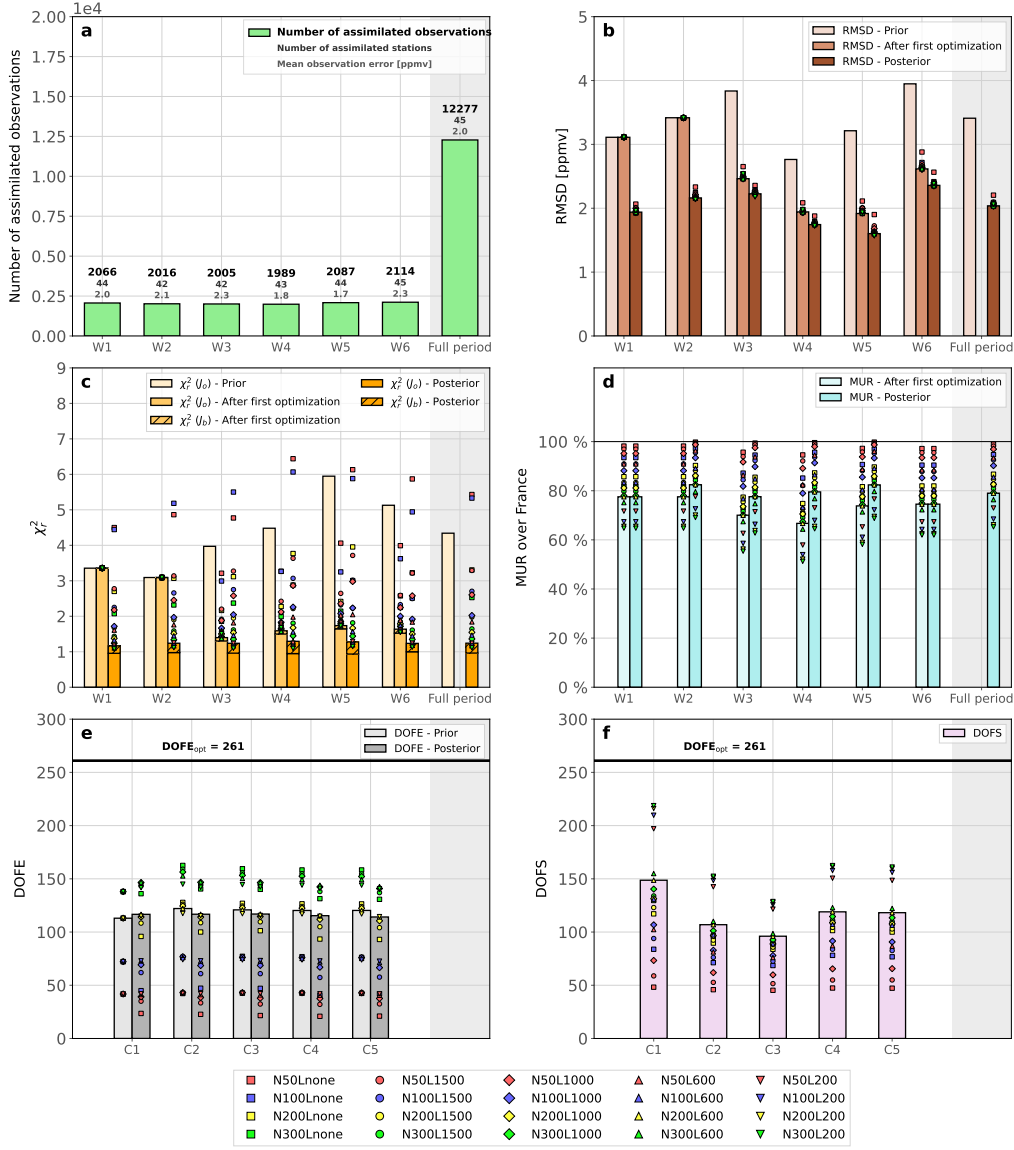 1e4
a
2.00
1.75
1.50
1.25
1.00
0.75
0.50
0.25
0.00
Number of assimilated observations
Number of assimilated observations
Number of assimilated stations
Mean observation error [ppmv]
2066
44
2.0
2016
42
2.1
2005
42
2.3
1989
43
1.8
2087
44
1.7
2114
45
2.3
12277
45
2.0
W1 W2 W3 W4 W5 W6 Full period
b
5
4
3
2
1
0
RMSD [ppmv]
RMSD - Prior
RMSD - After first optimization
RMSD - Posterior
W1 W2 W3 W4 W5 W6 Full period
c
9
8
7
6
5
4
3
2
1
0
χ²ᵣ
χ²ᵣ (Jₒ) - Prior
χ²ᵣ (Jₒ) - After first optimization
χ²ᵣ (J_b) - After first optimization
χ²ᵣ (Jₒ) - Posterior
χ²ᵣ (J_b) - Posterior
W1 W2 W3 W4 W5 W6 Full period
d
100 %
80 %
60 %
40 %
20 %
0 %
MUR over France
MUR - After first optimization
MUR - Posterior
W1 W2 W3 W4 W5 W6 Full period
e
300
250
200
150
100
50
0
DOFE
DOFE - Prior
DOFE - Posterior
DOFEopt = 261
C1 C2 C3 C4 C5
f
300
250
200
150
100
50
0
DOFS
DOFS
DOFEopt = 261
C1 C2 C3 C4 C5
N50Lnone N50L1500 N50L1000 N50L600 N50L200
N100Lnone N100L1500 N100L1000 N100L600 N100L200
N200Lnone N200L1500 N200L1000 N200L600 N200L200
N300Lnone N300L1500 N300L1000 N300L600 N300L200